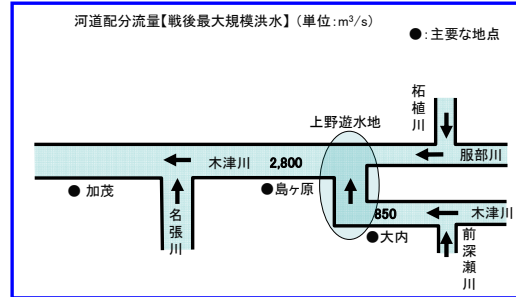 河道配分流量【戦後最大規模洪水】（単位:m³/s）
●:主要な地点
柘植川
上野遊水地
服部川
木津川 2,800
●加茂
●島ヶ原
名張川
850
木津川
●大内
前深瀬川